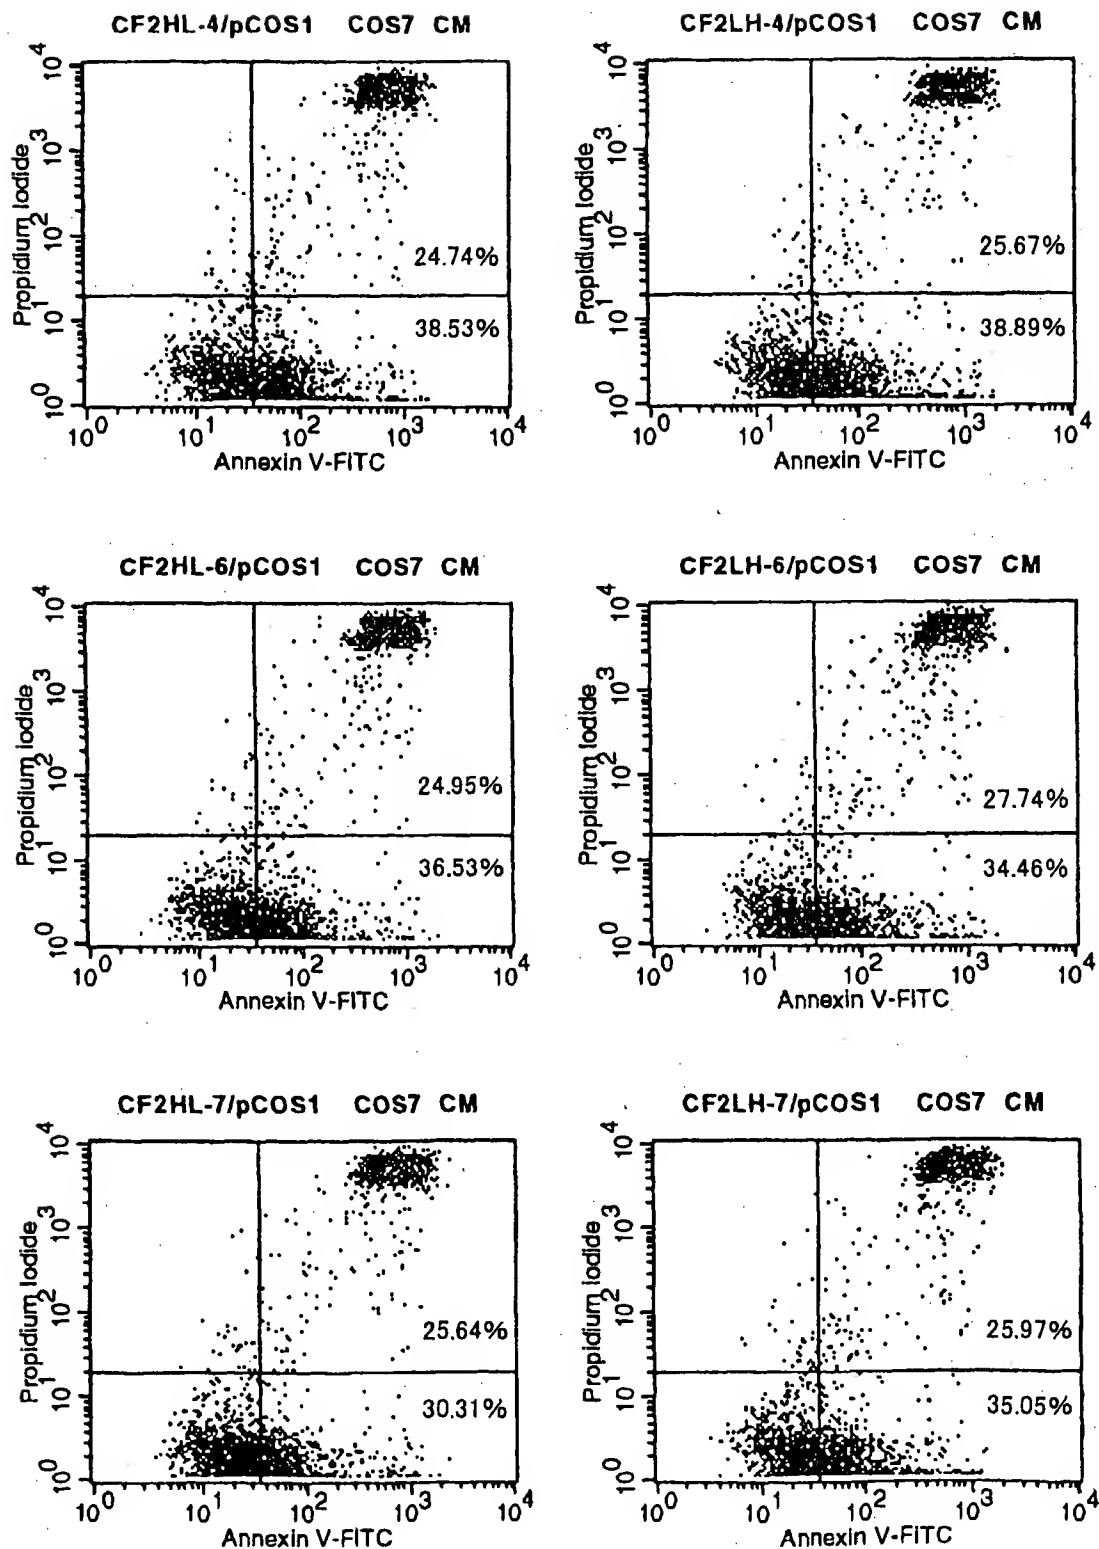 CF2HL-4/pCOS1 COS7 CM
10^4
10^3
10^2
10^1
10^0
Propidium Iodide
24.74%
38.53%
10^0 10^1 10^2 10^3 10^4
Annexin V-FITC
CF2LH-4/pCOS1 COS7 CM
10^4
10^3
10^2
10^1
10^0
Propidium Iodide
25.67%
38.89%
10^0 10^1 10^2 10^3 10^4
Annexin V-FITC
CF2HL-6/pCOS1 COS7 CM
10^4
10^3
10^2
10^1
10^0
Propidium Iodide
24.95%
36.53%
10^0 10^1 10^2 10^3 10^4
Annexin V-FITC
CF2LH-6/pCOS1 COS7 CM
10^4
10^3
10^2
10^1
10^0
Propidium Iodide
27.74%
34.46%
10^0 10^1 10^2 10^3 10^4
Annexin V-FITC
CF2HL-7/pCOS1 COS7 CM
10^4
10^3
10^2
10^1
10^0
Propidium Iodide
25.64%
30.31%
10^0 10^1 10^2 10^3 10^4
Annexin V-FITC
CF2LH-7/pCOS1 COS7 CM
10^4
10^3
10^2
10^1
10^0
Propidium Iodide
25.97%
35.05%
10^0 10^1 10^2 10^3 10^4
Annexin V-FITC